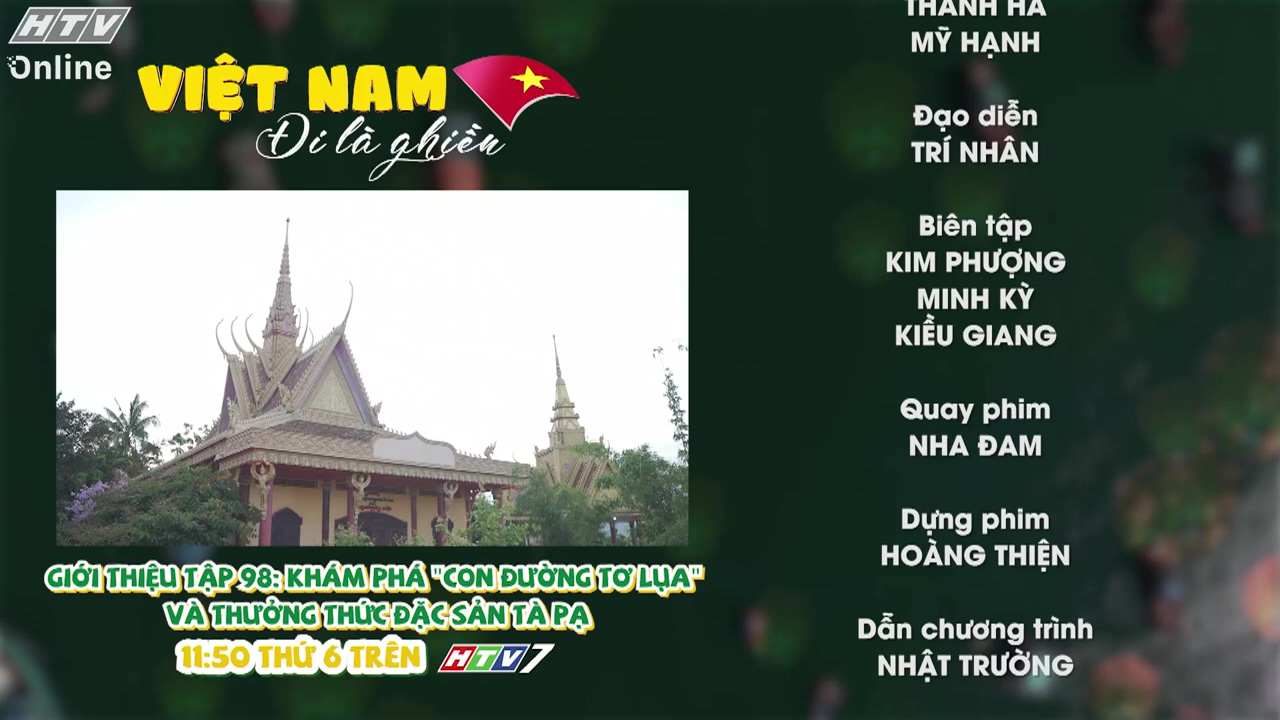 HTV
Online
VIỆT NAM
Đi là ghiền
GIỚI THIỆU TẬP 98: KHÁM PHÁ "CON ĐƯỜNG TƠ LỤA"
VÀ THƯỞNG THỨC ĐẶC SẢN TÀ PẠ
11:50 THỨ 6 TRÊN HTV7
THANH HÀ
MỸ HẠNH
Đạo diễn
TRÍ NHÂN
Biên tập
KIM PHƯỢNG
MINH KỲ
KIỀU GIANG
Quay phim
NHA ĐAM
Dựng phim
HOÀNG THIỆN
Dẫn chương trình
NHẬT TRƯỜNG